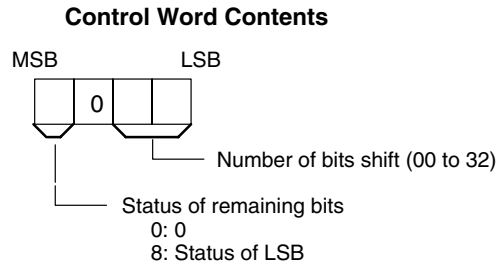 Control Word Contents
MSB LSB
0
Number of bits shift (00 to 32)
Status of remaining bits
0: 0
8: Status of LSB